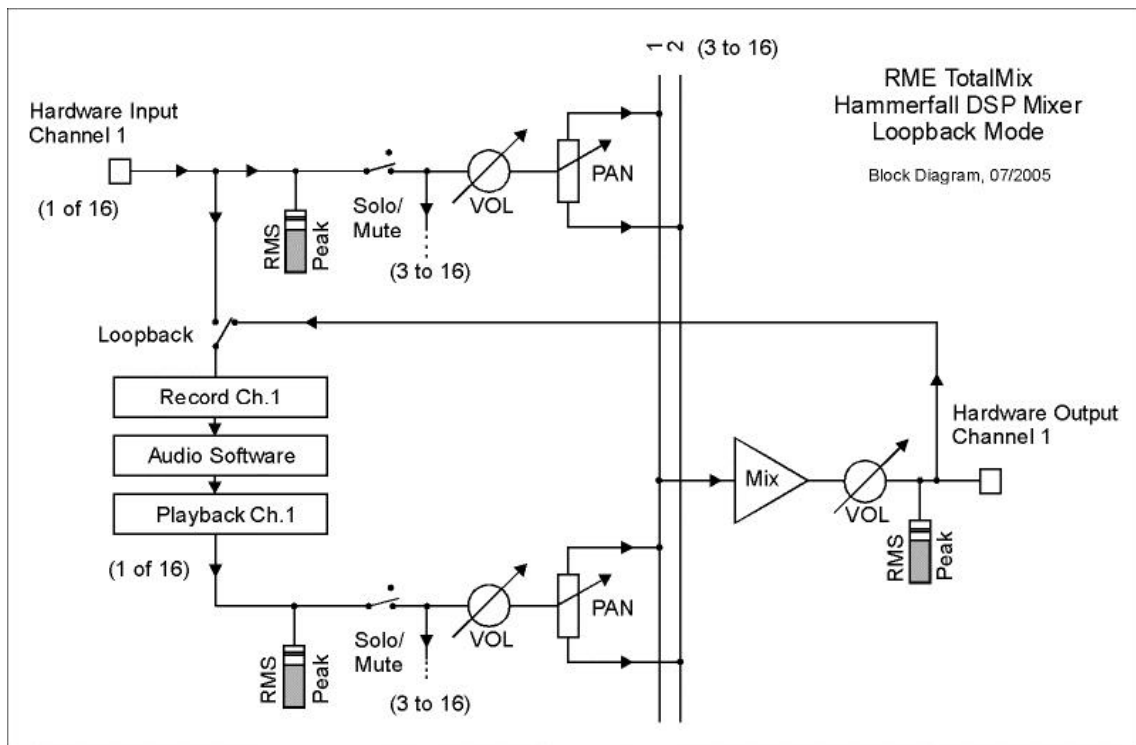 1
2
(3 to 16)
RME TotalMix
Hammerfall DSP Mixer
Loopback Mode
Block Diagram, 07/2005
Hardware Input
Channel 1
(1 of 16)
RMS
Peak
Solo/
Mute
(3 to 16)
VOL
PAN
Loopback
Record Ch.1
Audio Software
Playback Ch.1
(1 of 16)
Hardware Output
Channel 1
Mix
VOL
RMS
Peak
RMS
Peak
Solo/
Mute
(3 to 16)
VOL
PAN